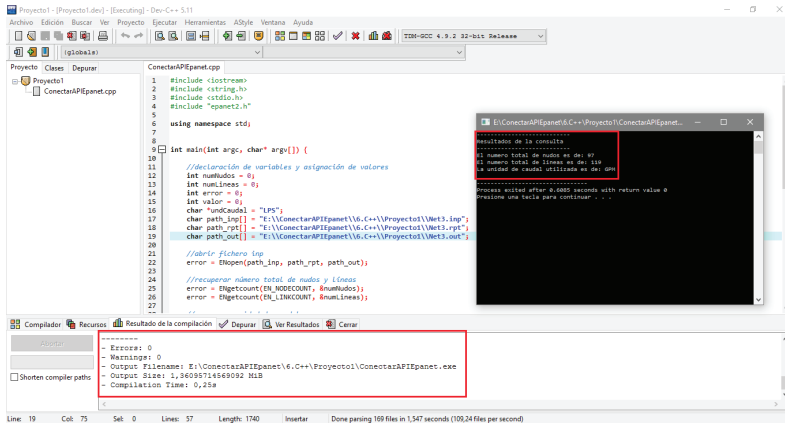 Proyecto1 - [Proyecto1.dev] - [Executing] - Dev-C++ 5.11
Archivo Edición Buscar Ver Proyecto Ejecutar Herramientas AStyle Ventana Ayuda
TDM-GCC 4.9.2 32-bit Release
(globals)
Proyecto Clases Depurar
ConectarAPIEpanet.cpp
Proyecto1
ConectarAPIEpanet.cpp
1 #include <iostream>
2 #include <string.h>
3 #include <stdio.h>
4 #include "epanet2.h"
5
6 using namespace std;
7
8
9 int main(int argc, char* argv[]) {
10
11 //declaración de variables y asignación de valores
12 int numNudos = 0;
13 int numLineas = 0;
14 int error = 0;
15 int valor = 0;
16 char *undCaudal = "LPS";
17 char path_inp[] = "E:\\ConectarAPIEpanet\\6.C++\\Proyecto1\\Net3.inp";
18 char path_rpt[] = "E:\\ConectarAPIEpanet\\6.C++\\Proyecto1\\Net3.rpt";
19 char path_out[] = "E:\\ConectarAPIEpanet\\6.C++\\Proyecto1\\Net3.out";
20
21 //abrir fichero inp
22 error = ENopen(path_inp, path_rpt, path_out);
23
24 //recuperar número total de nudos y líneas
25 error = ENgetcount(EN_NODECOUNT, &numNudos);
26 error = ENgetcount(EN_LINKCOUNT, &numLineas);
27
E:\ConectarAPIEpanet\6.C++\Proyecto1\ConectarAPIEpanet...
---------------------------
Resultados de la consulta
---------------------------
El numero total de nudos es de: 97
El numero total de lineas es de: 119
La unidad de caudal utilizada es de: GPM
--------------------------------
Process exited after 0.6005 seconds with return value 0
Presione una tecla para continuar . . .
Compilador Recursos Resultado de la compilación Depurar Ver Resultados Cerrar
Abortar
Shorten compiler paths
--------
- Errors: 0
- Warnings: 0
- Output Filename: E:\ConectarAPIEpanet\6.C++\Proyecto1\ConectarAPIEpanet.exe
- Output Size: 1,36095714569092 MiB
- Compilation Time: 0,25s
Line: 19 Col: 75 Sel: 0 Lines: 57 Length: 1740 Insertar Done parsing 169 files in 1,547 seconds (109,24 files per second)